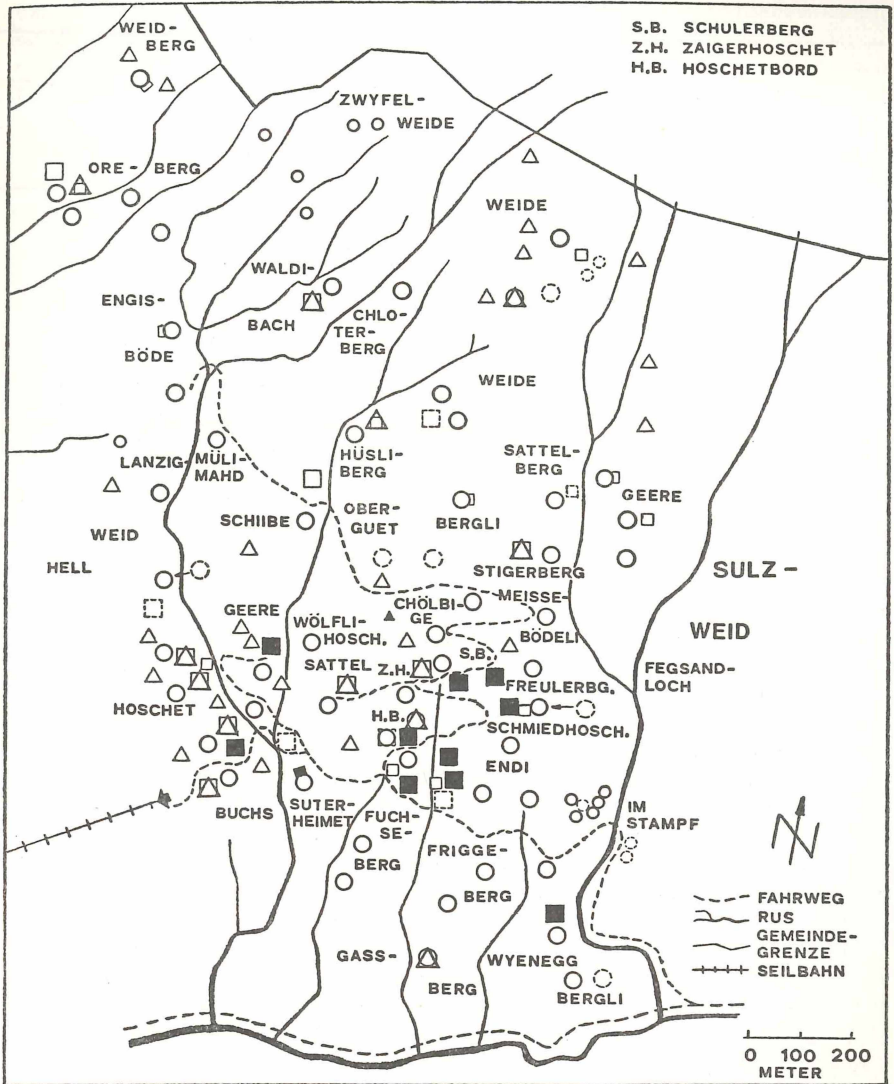 S.B. SCHULERBERG
Z.H. ZAIGERHOSCHET
H.B. HOSCHETBORD
WEID-
BERG
ZWYFEL-
WEIDE
ORE-BERG
WEIDE
WALDI-
BACH
ENGIS-
BÖDE
CHLO-
TER-
BERG
WEIDE
LANZIG-
WEID
MÜLI-
MAHD
HÜSLI-
BERG
SATTEL-
BERG
SCHIIBE
OBER-
GUET
BERGLI
GEERE
HELL
STIGERBERG
SULZ-
WEID
GEERE
WÖLFLI-
HOSCH.
CHÖLBI-
GE
MEISSE-
BÖDELI
SATTEL
Z.H.
S.B.
FEGSAND-
LOCH
FREULERBG.
HOSCHET
H.B.
SCHMIEDHOSCH.
ENDI
BUCHS
SUTER-
HEIMET
FUCH-
SE-
BERG
FRIGGE-
BERG
IM
STAMPF
GASS-
BERG
WYENEGG
BERGLI
N
FAHRWEG
RUS
GEMEINDE-
GRENZE
SEILBAHN
0 100 200
METER